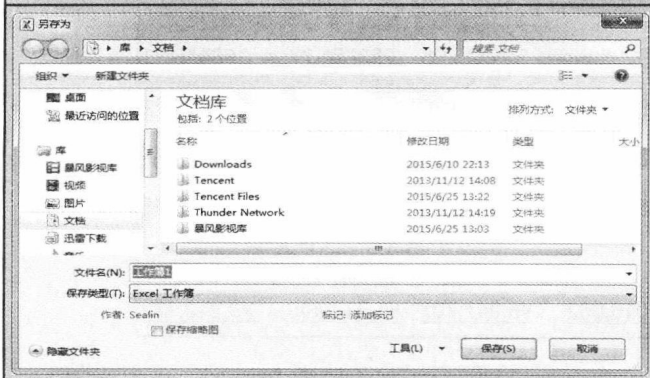 另存为
库 ▸ 文档 ▸
搜索 文档
组织 ▼ 新建文件夹
桌面
最近访问的位置
库
暴风影视库
视频
图片
文档
迅雷下载
文档库
包括: 2 个位置
排列方式: 文件夹 ▼
名称 修改日期 类型 大小
Downloads 2015/6/10 22:13 文件夹
Tencent 2013/11/12 14:08 文件夹
Tencent Files 2015/6/25 13:22 文件夹
Thunder Network 2013/11/12 14:19 文件夹
暴风影视库 2015/6/25 13:03 文件夹
文件名(N): 工作簿1
保存类型(T): Excel 工作簿
作者: Sealin 标记: 添加标记
保存缩略图
隐藏文件夹
工具(L) ▼ 保存(S) 取消